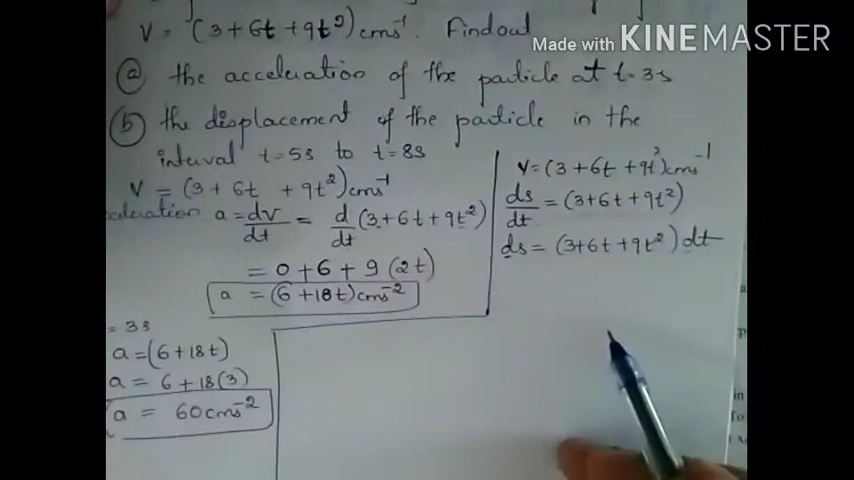 V = (3 + 6t + 9t²) cms⁻¹. Find out
Made with KINEMASTER
ⓐ the acceleration of the particle at t = 3s
ⓑ the displacement of the particle in the
interval t = 5s to t = 8s
V = (3 + 6t + 9t²) cms⁻¹
celeration a = dv/dt = d/dt (3 + 6t + 9t²)
= 0 + 6 + 9 (2t)
a = (6 + 18t) cms⁻²
= 3s
a = (6 + 18t)
a = 6 + 18(3)
a = 60 cms⁻²
V = (3 + 6t + 9t²) cms⁻¹
ds/dt = (3 + 6t + 9t²)
ds = (3 + 6t + 9t²) dt